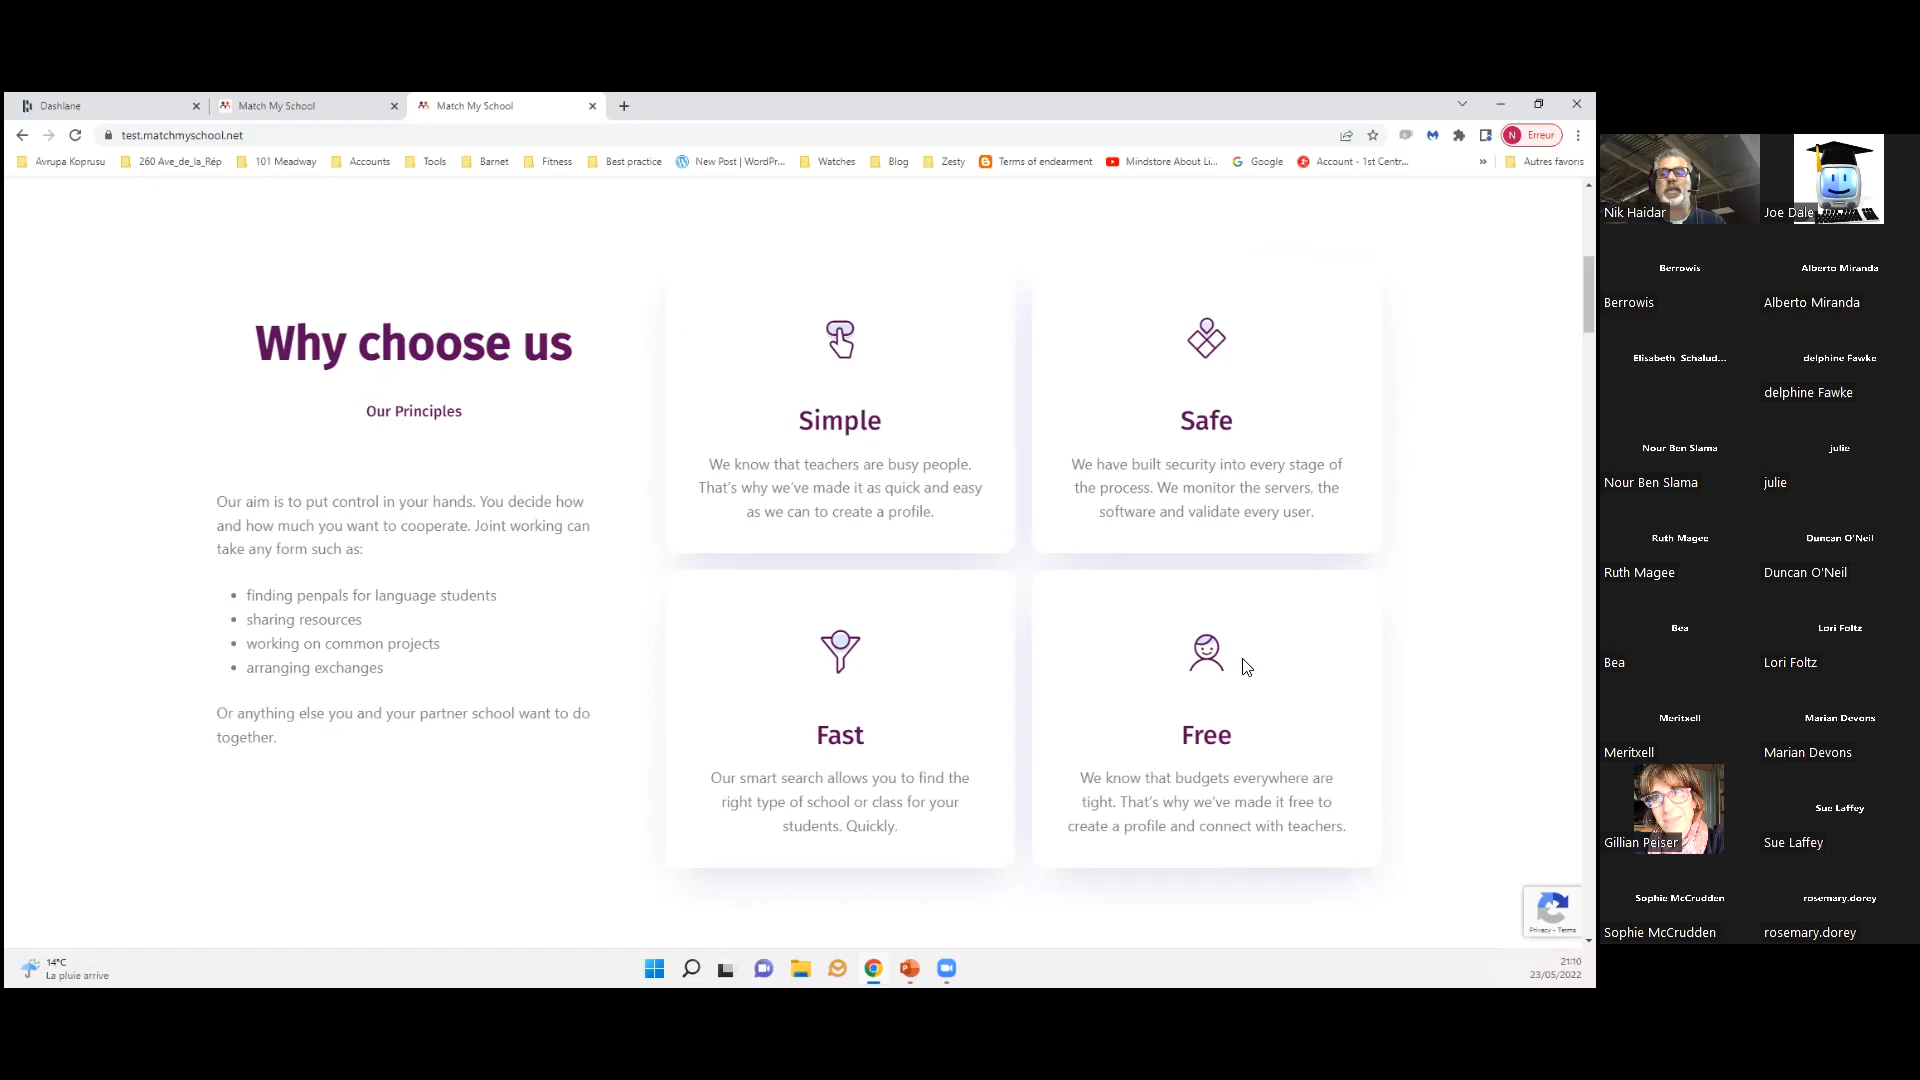 Dashlane
Match My School
Match My School
test.matchmyschool.net
N Erreur
Avrupa Koprusu
260 Ave_de_la_Rép
101 Meadway
Accounts
Tools
Barnet
Fitness
Best practice
New Post | WordPr...
Watches
Blog
Zesty
Terms of endearment
Mindstore About Li...
Google
Account - 1st Centr...
»
Autres favoris
Why choose us
Our Principles
Our aim is to put control in your hands. You decide how
and how much you want to cooperate. Joint working can
take any form such as:
• finding penpals for language students
• sharing resources
• working on common projects
• arranging exchanges
Or anything else you and your partner school want to do
together.
Simple
We know that teachers are busy people.
That's why we've made it as quick and easy
as we can to create a profile.
Safe
We have built security into every stage of
the process. We monitor the servers, the
software and validate every user.
Fast
Our smart search allows you to find the
right type of school or class for your
students. Quickly.
Free
We know that budgets everywhere are
tight. That's why we've made it free to
create a profile and connect with teachers.
Privacy - Terms
14°C
La pluie arrive
21:10
23/05/2022
Nik Haidar
Joe Dale
Berrowis
Berrowis
Alberto Miranda
Alberto Miranda
Elisabeth Schalud...
delphine Fawke
delphine Fawke
Nour Ben Slama
Nour Ben Slama
julie
julie
Ruth Magee
Ruth Magee
Duncan O'Neil
Duncan O'Neil
Bea
Bea
Lori Foltz
Lori Foltz
Meritxell
Meritxell
Marian Devons
Marian Devons
Gillian Peiser
Sue Laffey
Sue Laffey
Sophie McCrudden
Sophie McCrudden
rosemary.dorey
rosemary.dorey